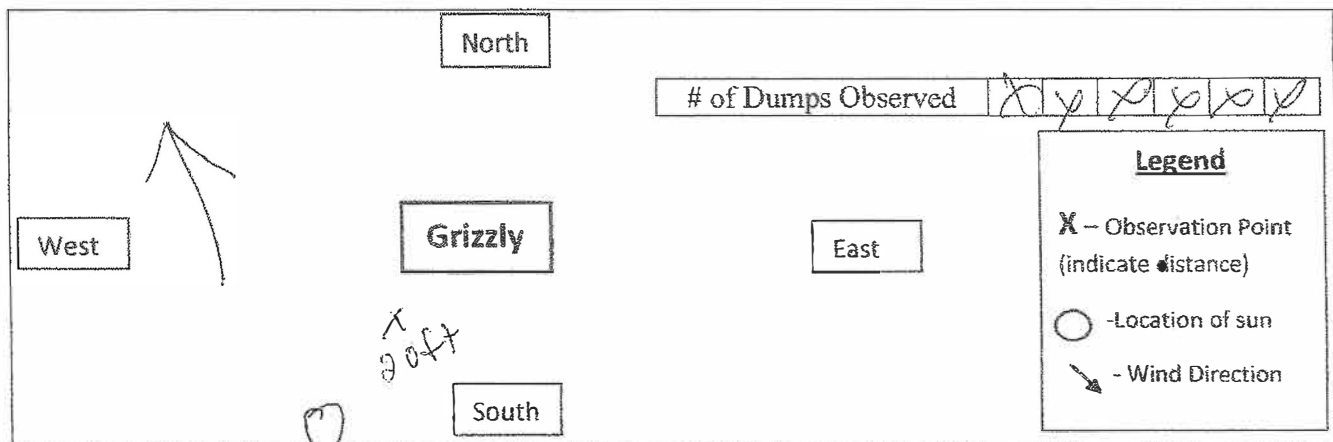 North
# of Dumps Observed X X X X X X
Legend
West
Grizzly
East
X – Observation Point
(indicate distance)
X
20ft
-Location of sun
- Wind Direction
South